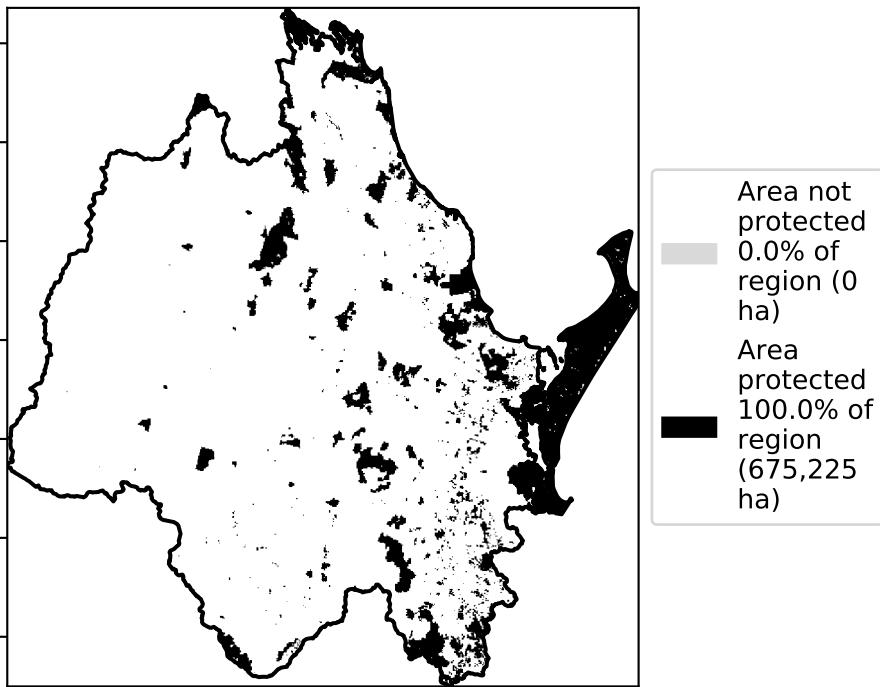 Area not
protected
0.0% of
region (0
ha)
Area
protected
100.0% of
region
(675,225
ha)